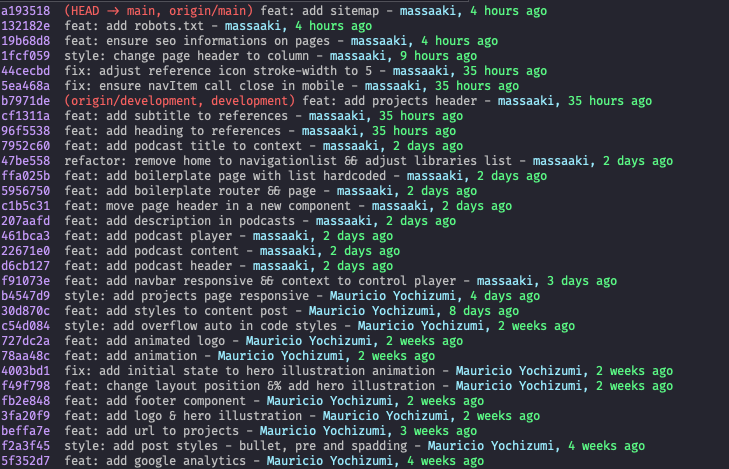 a193518 (HEAD -> main, origin/main) feat: add sitemap - massaaki, 4 hours ago
132182e feat: add robots.txt - massaaki, 4 hours ago
19b68d8 feat: ensure seo informations on pages - massaaki, 4 hours ago
1fcf059 style: change page header to column - massaaki, 9 hours ago
44cecbd fix: adjust reference icon stroke-width to 5 - massaaki, 35 hours ago
5ea468a fix: ensure navItem call close in mobile - massaaki, 35 hours ago
b7971de (origin/development, development) feat: add projects header - massaaki, 35 hours ago
cf1311a feat: add subtitle to references - massaaki, 35 hours ago
96f5538 feat: add heading to references - massaaki, 35 hours ago
7952c60 feat: add podcast title to context - massaaki, 2 days ago
47be558 refactor: remove home to navigationlist && adjust libraries list - massaaki, 2 days ago
ffa025b feat: add boilerplate page with list hardcoded - massaaki, 2 days ago
5956750 feat: add boilerplate router && page - massaaki, 2 days ago
c1b5c31 feat: move page header in a new component - massaaki, 2 days ago
207aafd feat: add description in podcasts - massaaki, 2 days ago
461bca3 feat: add podcast player - massaaki, 2 days ago
22671e0 feat: add podcast content - massaaki, 2 days ago
d6cb127 feat: add podcast header - massaaki, 2 days ago
f91073e feat: add navbar responsive && context to control player - massaaki, 3 days ago
b4547d9 style: add projects page responsive - Mauricio Yochizumi, 4 days ago
30d870c feat: add styles to content post - Mauricio Yochizumi, 8 days ago
c54d084 style: add overflow auto in code styles - Mauricio Yochizumi, 2 weeks ago
727dc2a feat: add animated logo - Mauricio Yochizumi, 2 weeks ago
78aa48c feat: add animation - Mauricio Yochizumi, 2 weeks ago
4003bd1 fix: add initial state to hero illustration animation - Mauricio Yochizumi, 2 weeks ago
f49f798 feat: change layout position &% add hero illustration - Mauricio Yochizumi, 2 weeks ago
fb2e848 feat: add footer component - Mauricio Yochizumi, 2 weeks ago
3fa20f9 feat: add logo & hero illustration - Mauricio Yochizumi, 2 weeks ago
beffa7e feat: add url to projects - Mauricio Yochizumi, 3 weeks ago
f2a3f45 style: add post styles - bullet, pre and spadding - Mauricio Yochizumi, 4 weeks ago
5f352d7 feat: add google analytics - Mauricio Yochizumi, 4 weeks ago